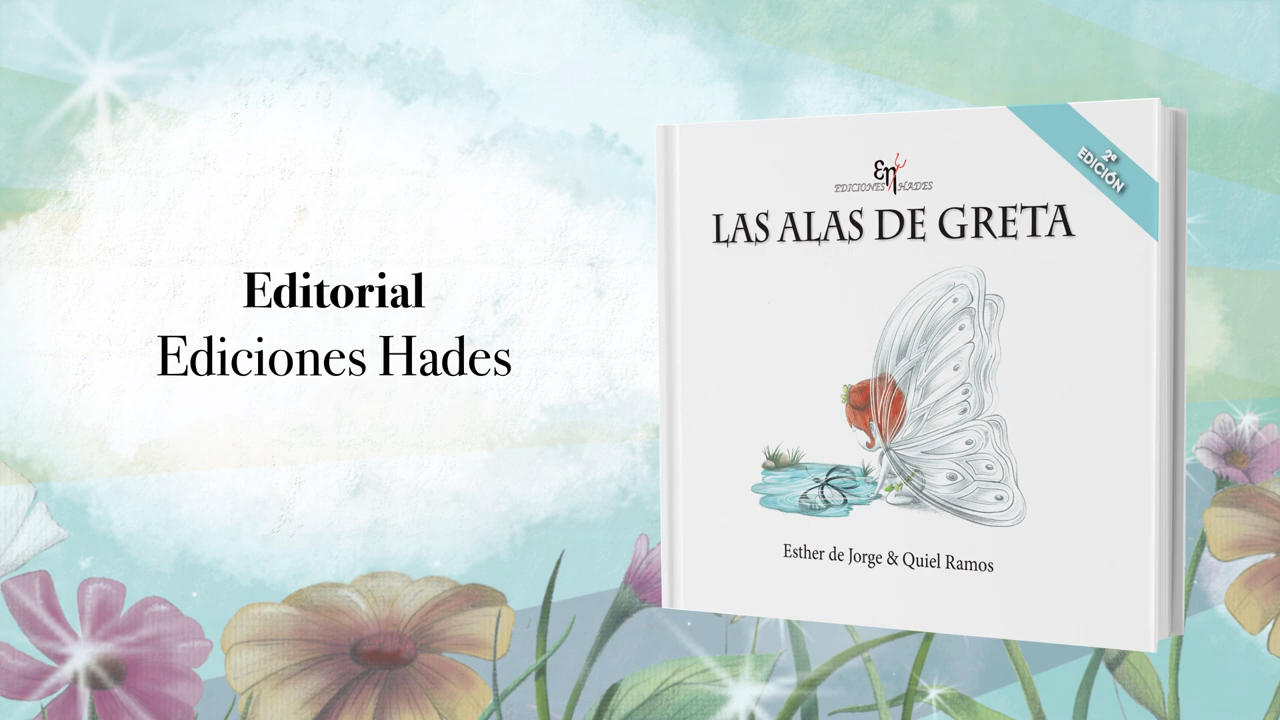 Editorial
Ediciones Hades
2ª
EDICIÓN
EDICIONES HADES
LAS ALAS DE GRETA
Esther de Jorge & Quiel Ramos